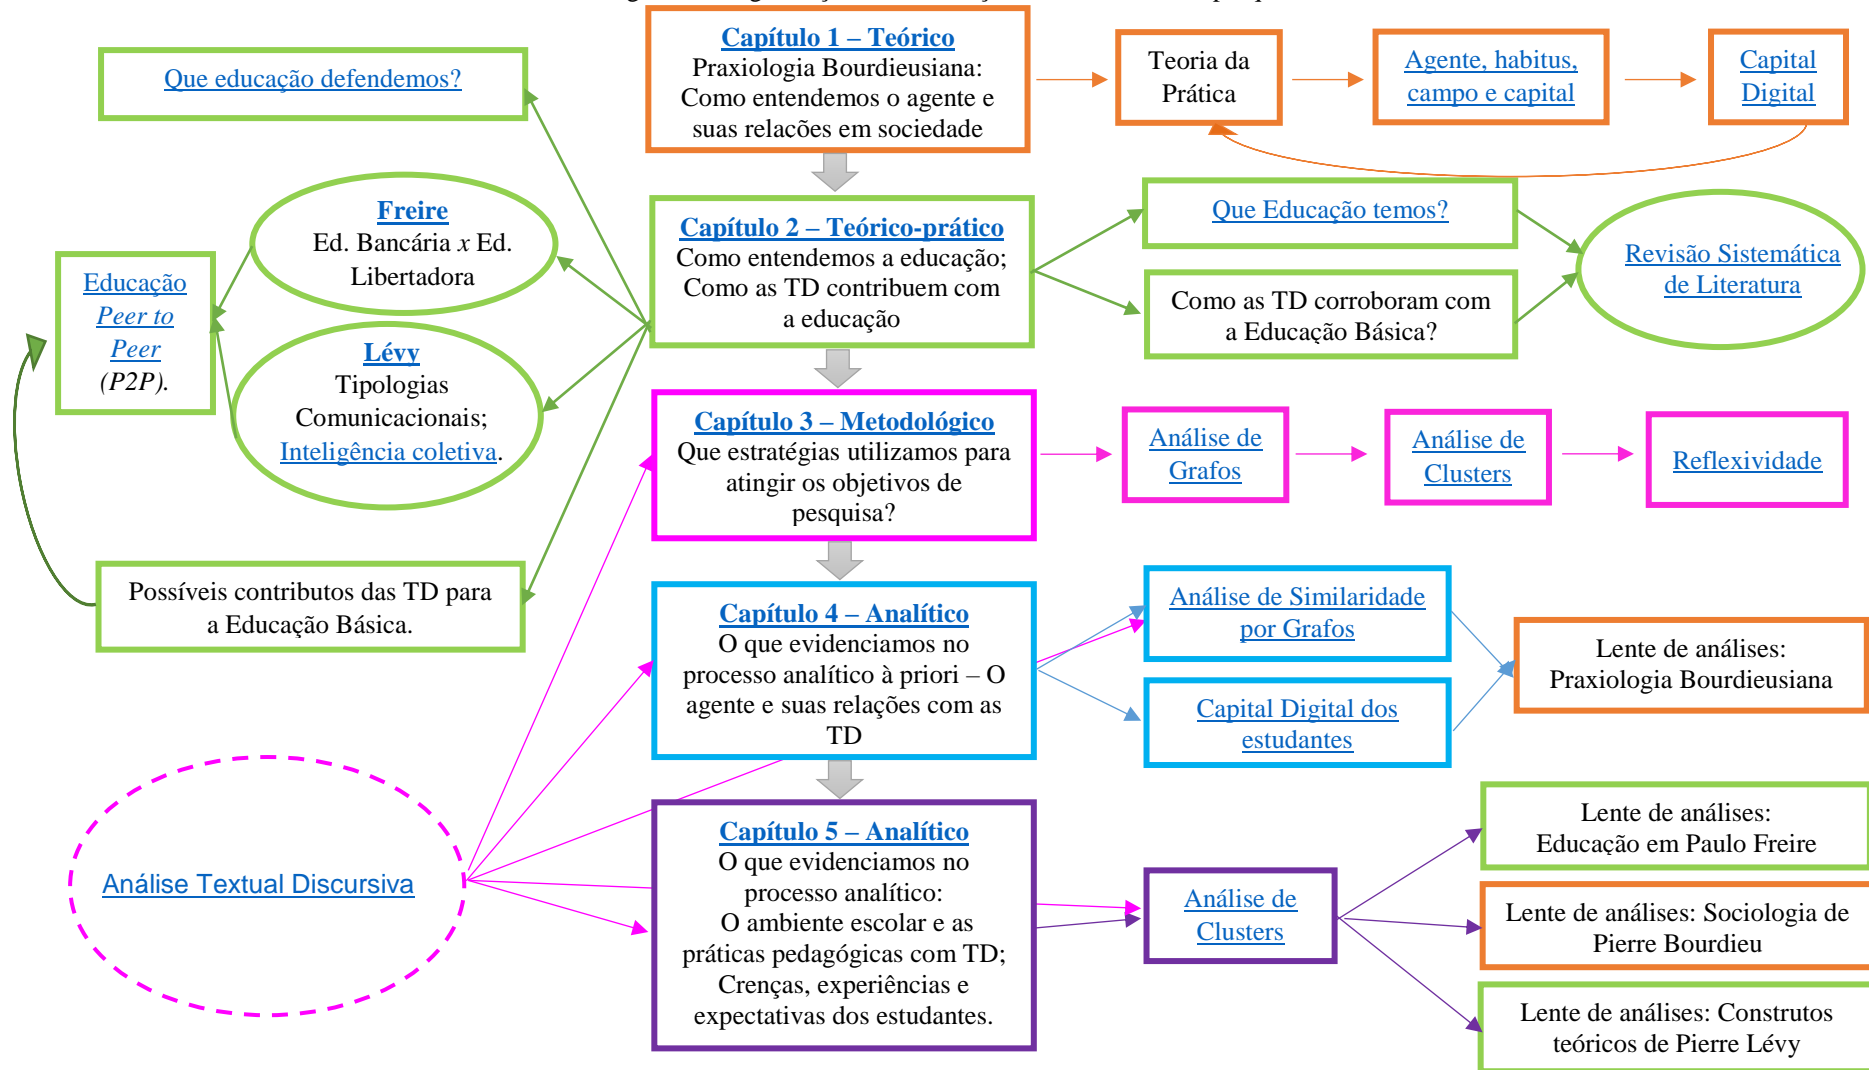 Capítulo 1 – Teórico
Praxiologia Bourdieusiana:
Como entendemos o agente e
suas relações em sociedade
Teoria da
Prática
Agente, habitus,
campo e capital
Capital
Digital
Que educação defendemos?
Freire
Ed. Bancária x Ed.
Libertadora
Educação
Peer to
Peer
(P2P).
Lévy
Tipologias
Comunicacionais;
Inteligência coletiva.
Possíveis contributos das TD para
a Educação Básica.
Capítulo 2 – Teórico-prático
Como entendemos a educação;
Como as TD contribuem com
a educação
Que Educação temos?
Como as TD corroboram com
a Educação Básica?
Revisão Sistemática
de Literatura
Capítulo 3 – Metodológico
Que estratégias utilizamos para
atingir os objetivos de
pesquisa?
Análise de
Grafos
Análise de
Clusters
Reflexividade
Capítulo 4 – Analítico
O que evidenciamos no
processo analítico à priori – O
agente e suas relações com as
TD
Análise de Similaridade
por Grafos
Capital Digital dos
estudantes
Lente de análises:
Praxiologia Bourdieusiana
Análise Textual Discursiva
Capítulo 5 – Analítico
O que evidenciamos no
processo analítico:
O ambiente escolar e as
práticas pedagógicas com TD;
Crenças, experiências e
expectativas dos estudantes.
Análise de
Clusters
Lente de análises:
Educação em Paulo Freire
Lente de análises: Sociologia de
Pierre Bourdieu
Lente de análises: Construtos
teóricos de Pierre Lévy